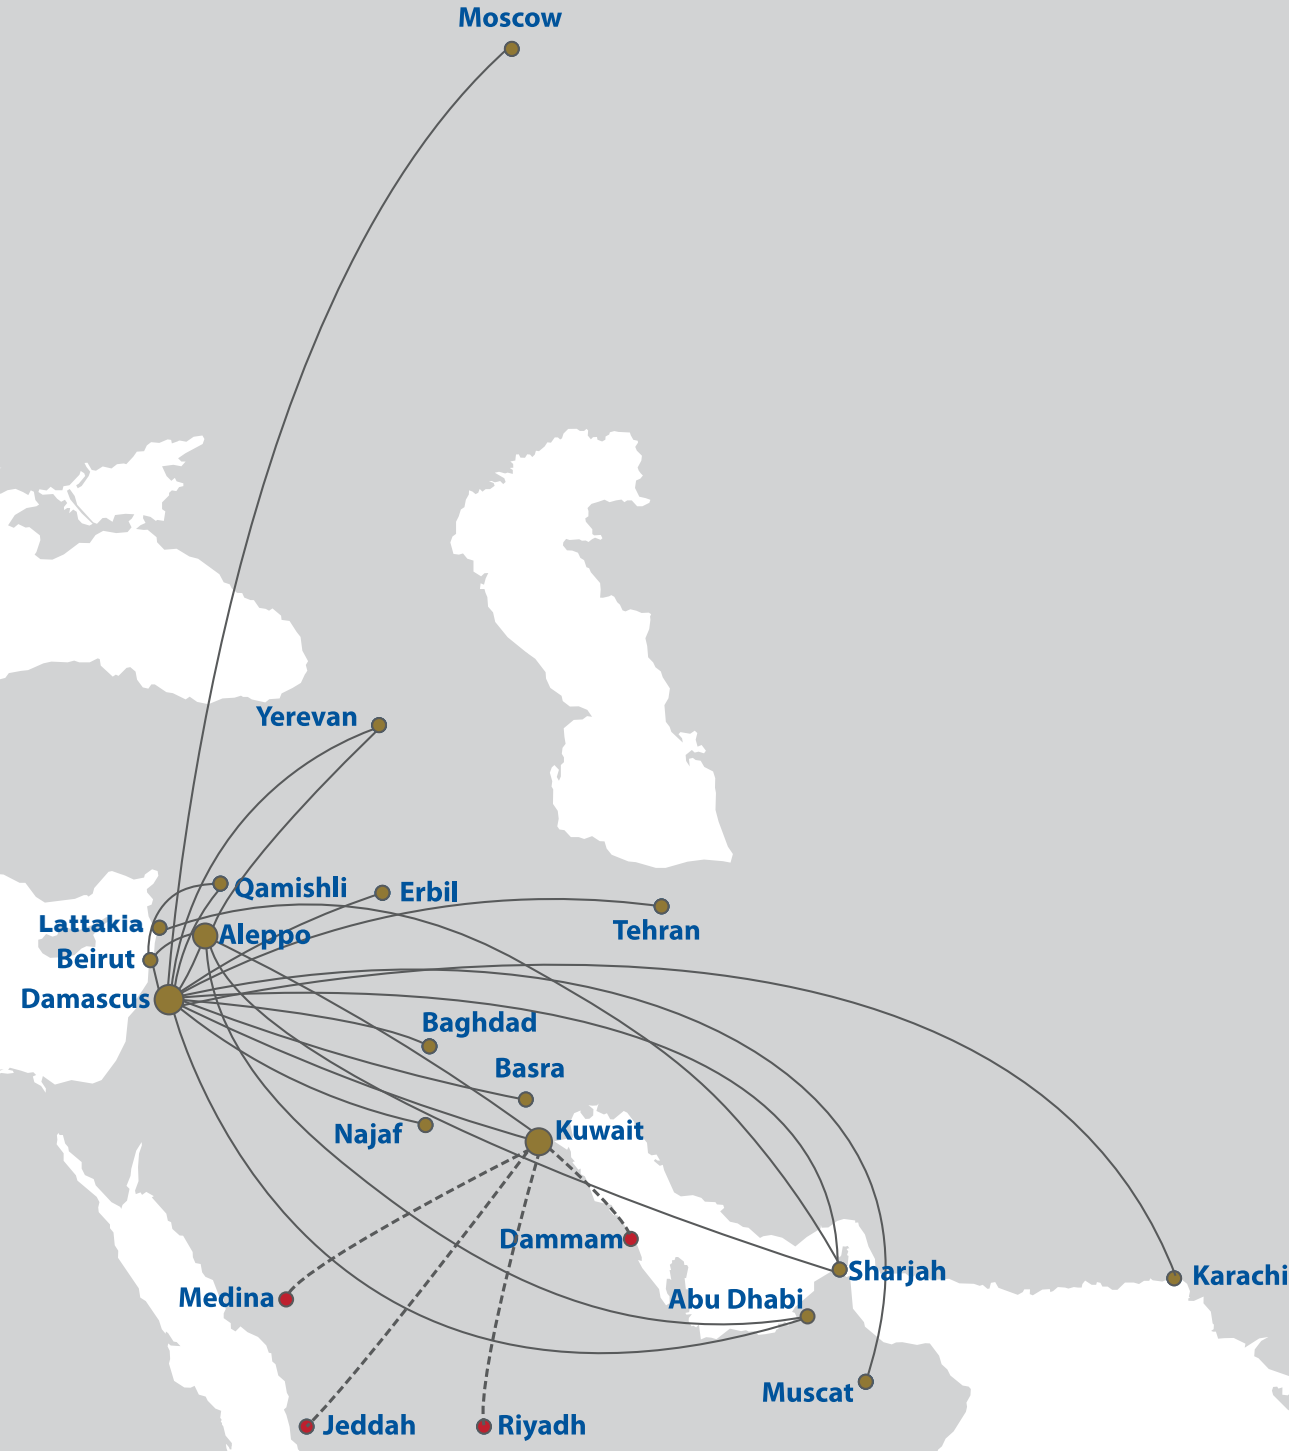 Moscow
Yerevan
Qamishli
Erbil
Lattakia
Aleppo
Tehran
Beirut
Damascus
Baghdad
Basra
Najaf
Kuwait
Dammam
Sharjah
Karachi
Medina
Abu Dhabi
Muscat
Jeddah
Riyadh